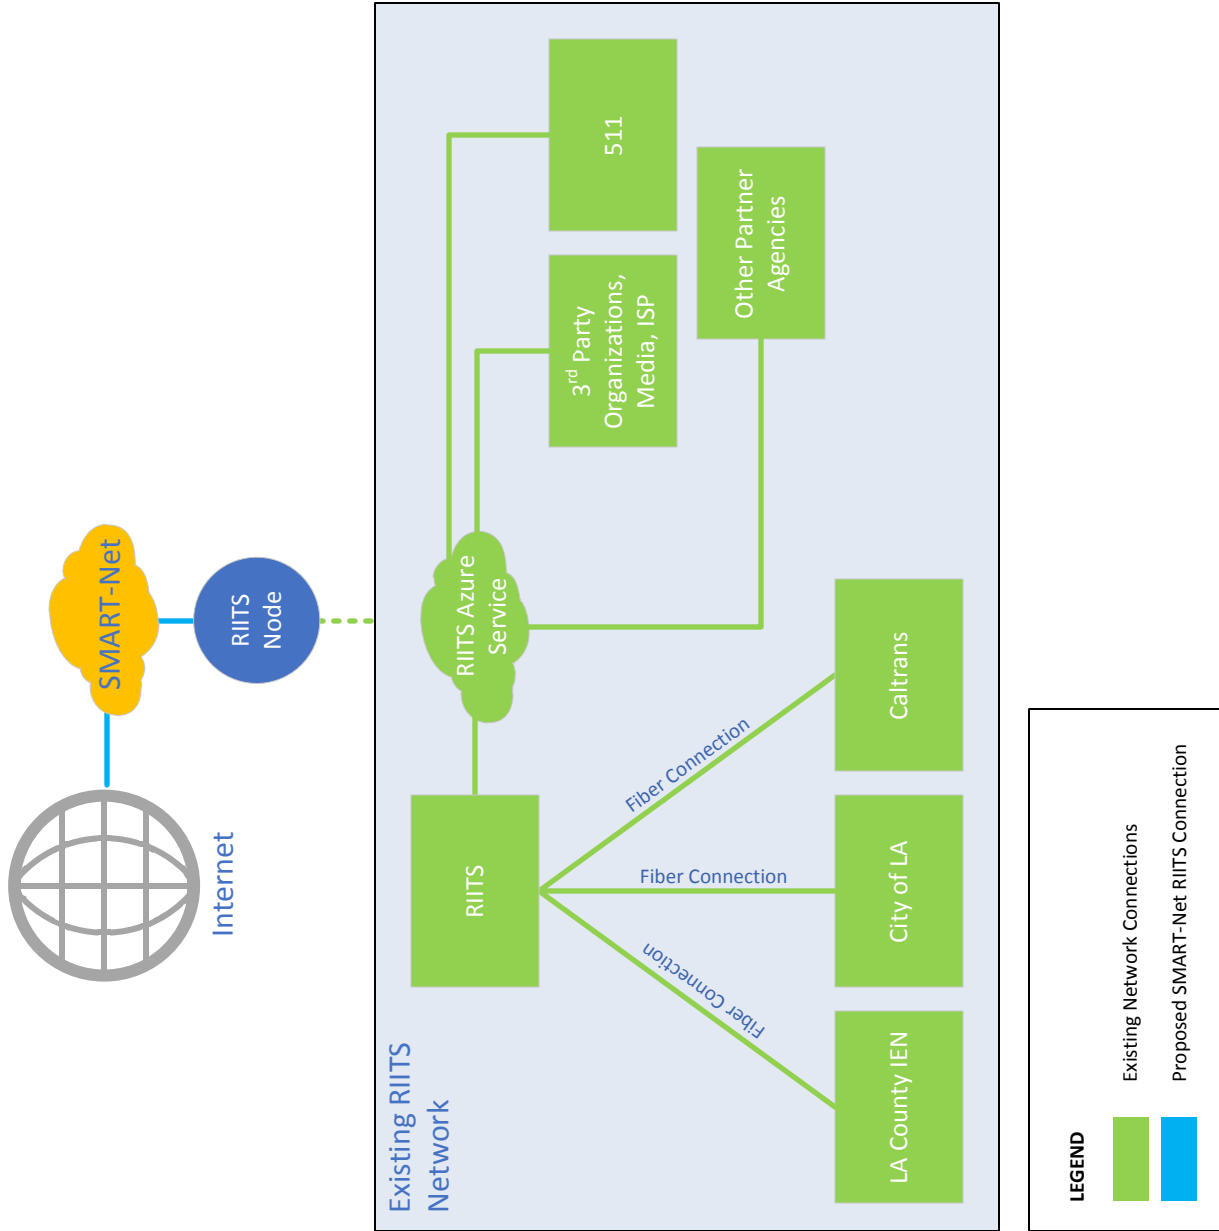 Internet
SMART-Net
RIITS
Node
Existing RIITS
Network
RIITS
RIITS Azure
Service
3rd Party
Organizations,
Media, ISP
511
Other Partner
Agencies
Fiber Connection
Fiber Connection
Fiber Connection
LA County IEN
City of LA
Caltrans
LEGEND
Existing Network Connections
Proposed SMART-Net RIITS Connection